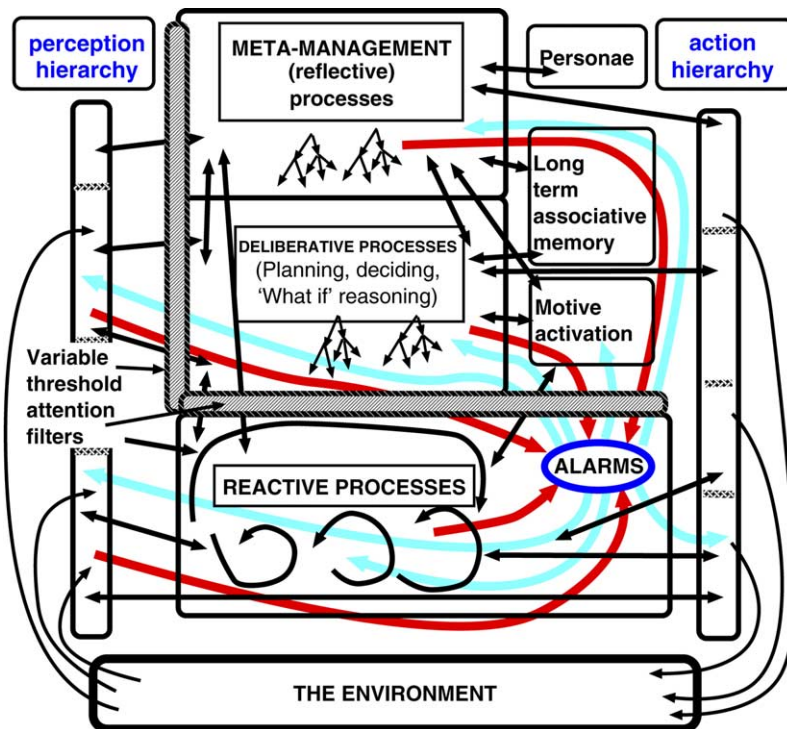 perception
hierarchy
META-MANAGEMENT
(reflective)
processes
Personae
action
hierarchy
Long
term
associative
memory
DELIBERATIVE PROCESSES
(Planning, deciding,
'What if' reasoning)
Motive
activation
Variable
threshold
attention
filters
REACTIVE PROCESSES
ALARMS
THE ENVIRONMENT